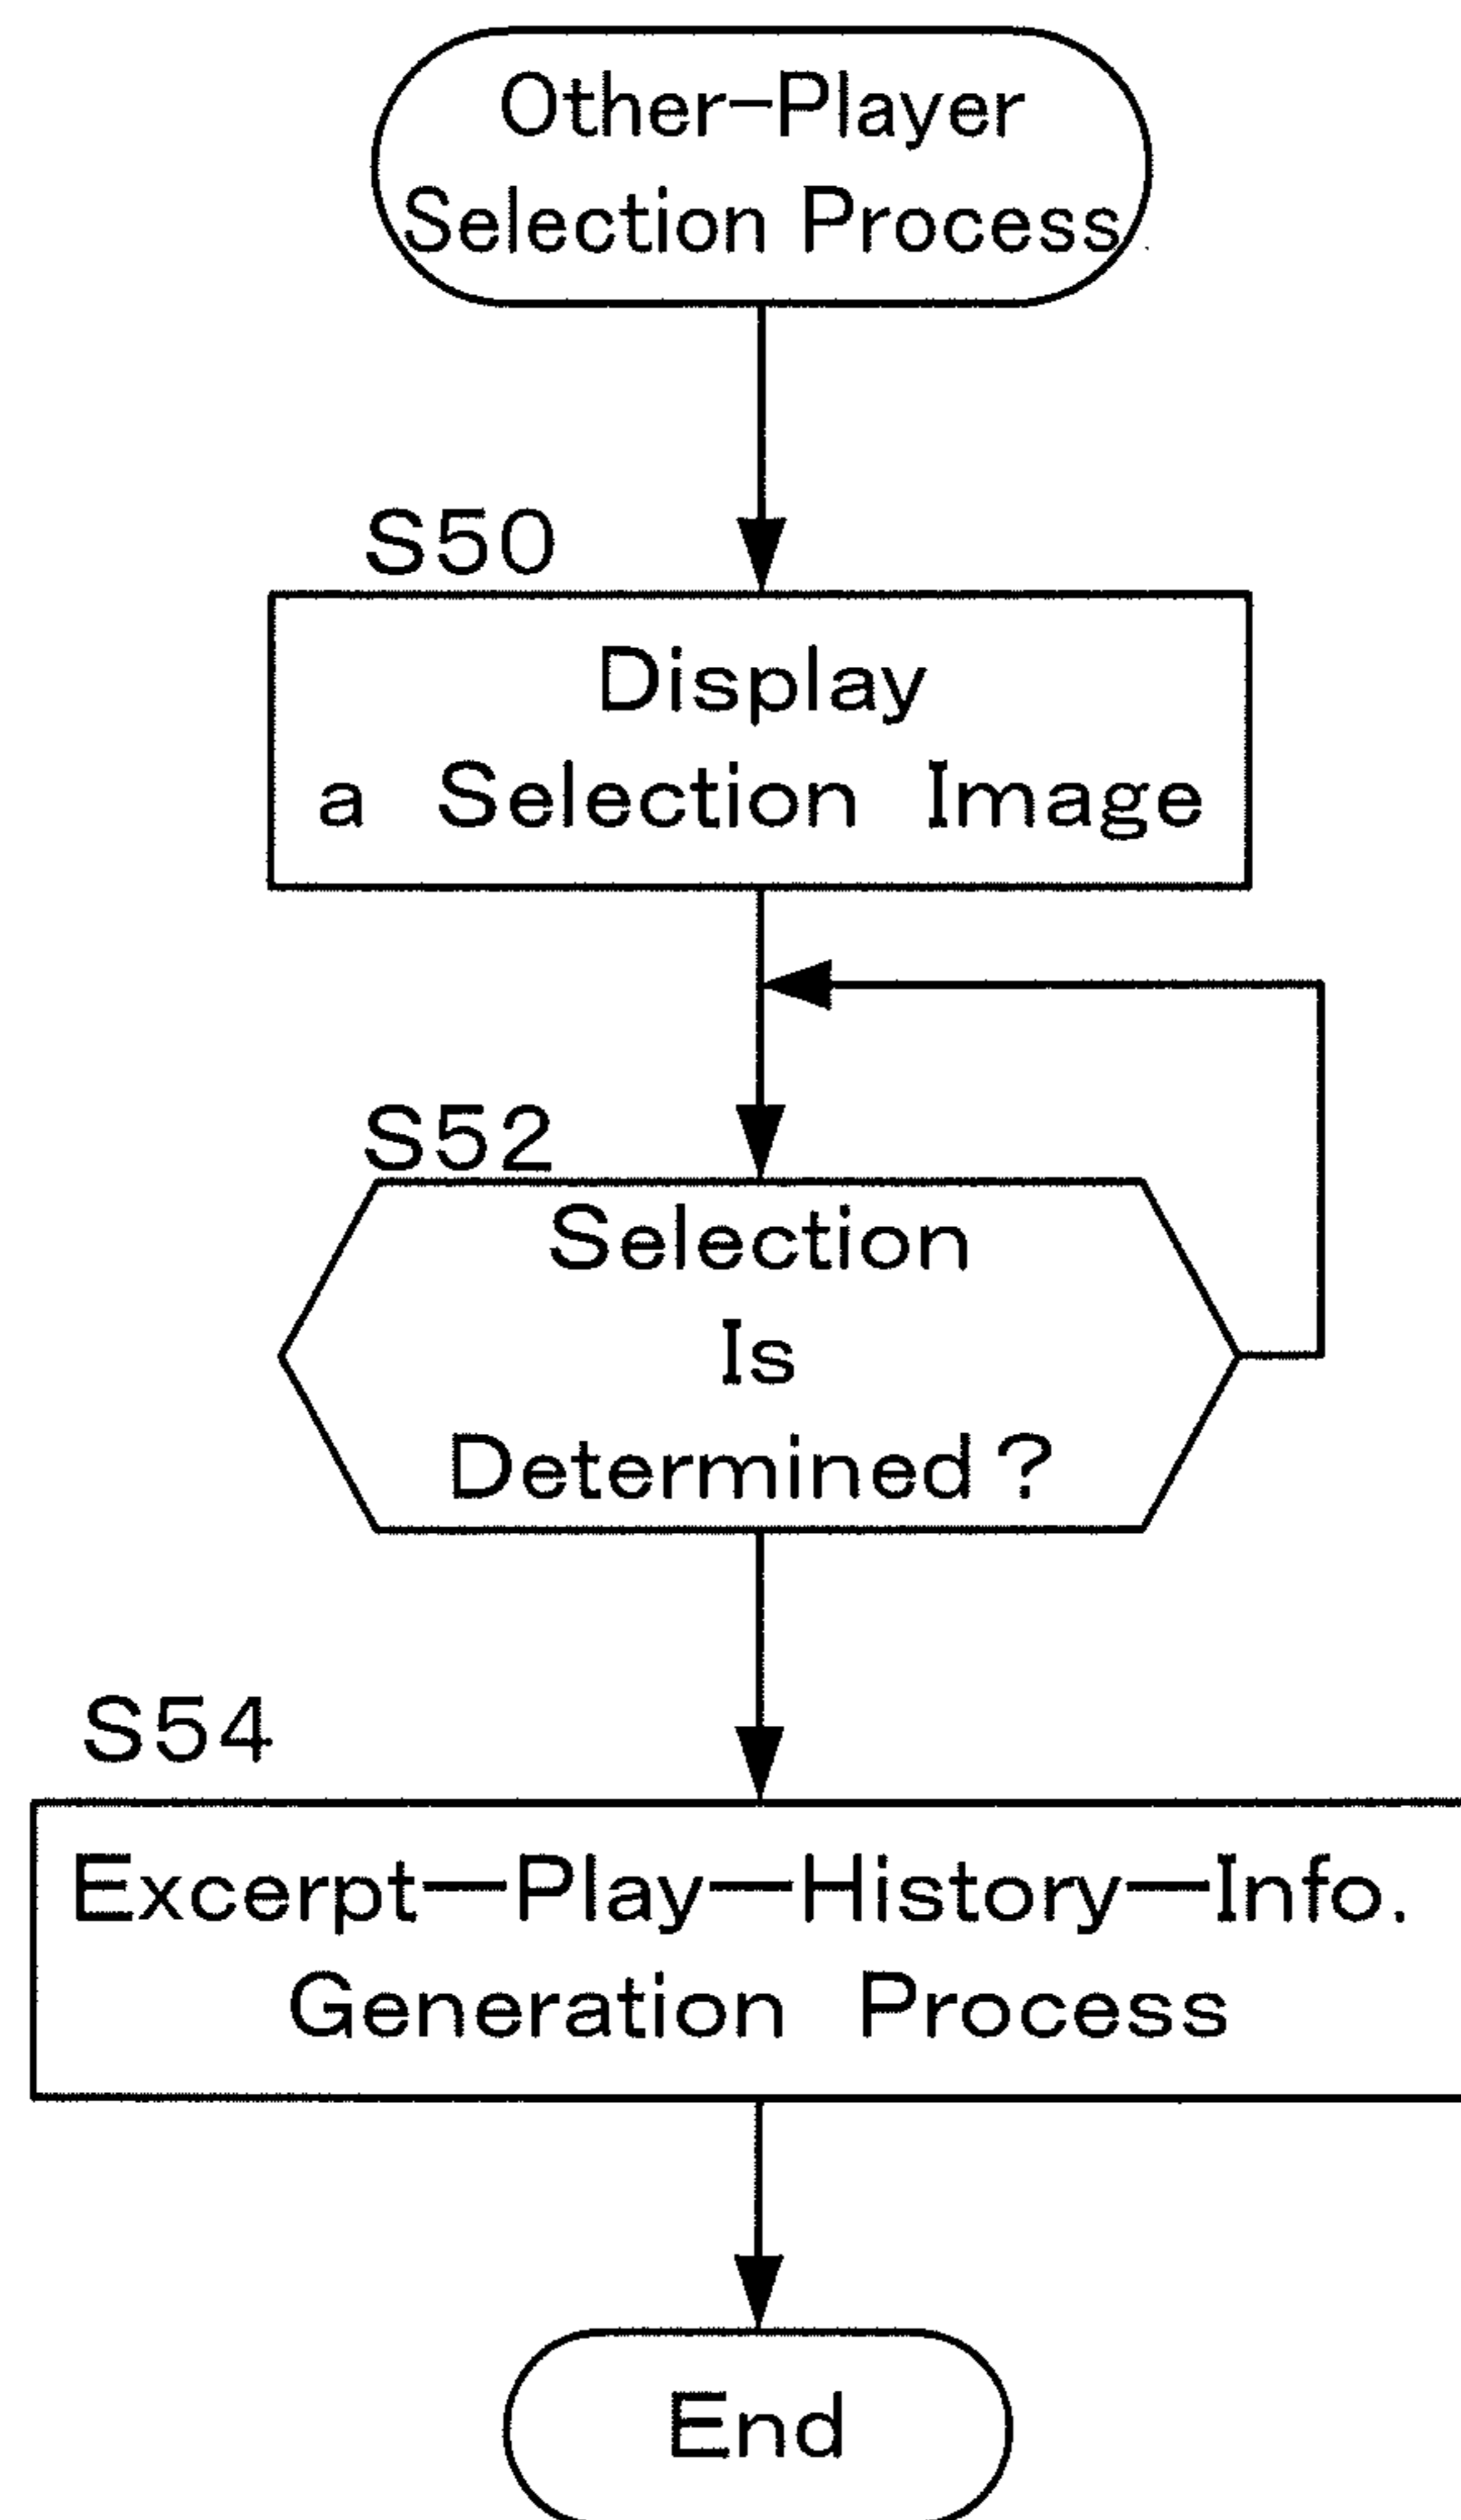 Other-Player
Selection Process
S50
Display
a Selection Image
S52
Selection
Is
Determined?
S54
Excerpt—Play—History—Info.
Generation Process
End